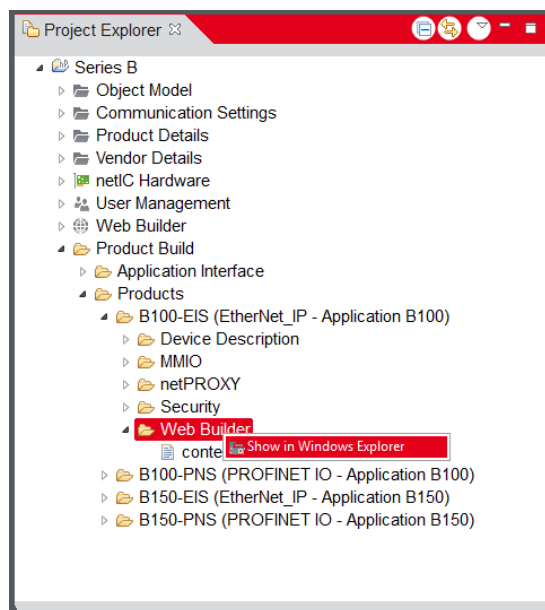 Project Explorer
Series B
Object Model
Communication Settings
Product Details
Vendor Details
netIC Hardware
User Management
Web Builder
Product Build
Application Interface
Products
B100-EIS (EtherNet_IP - Application B100)
Device Description
MMIO
netPROXY
Security
Web Builder
Show in Windows Explorer
conte
B100-PNS (PROFINET IO - Application B100)
B150-EIS (EtherNet_IP - Application B150)
B150-PNS (PROFINET IO - Application B150)